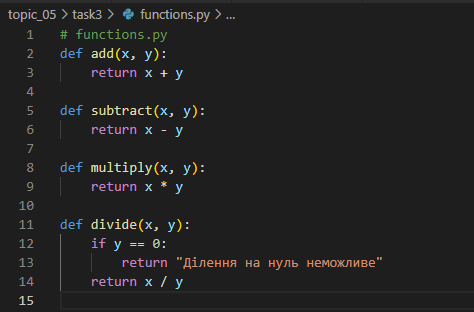 topic_05 > task3 > functions.py > ...
1 # functions.py
2 def add(x, y):
3     return x + y
4
5 def subtract(x, y):
6     return x - y
7
8 def multiply(x, y):
9     return x * y
10
11 def divide(x, y):
12     if y == 0:
13         return "Ділення на нуль неможливе"
14     return x / y
15